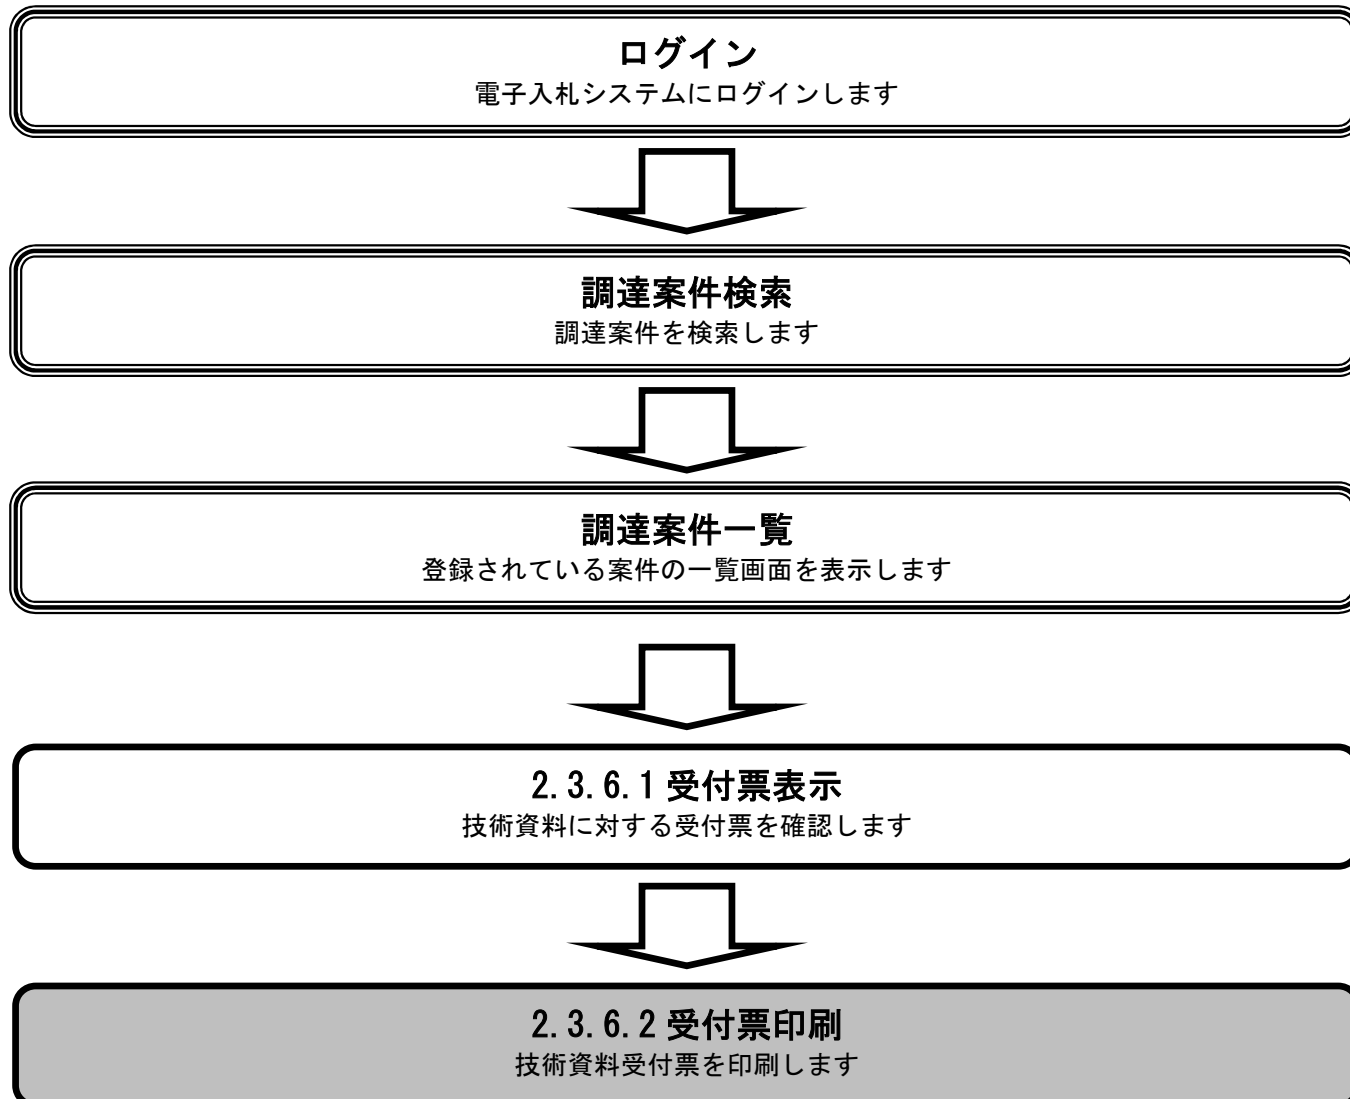 ログイン
電子入札システムにログインします
調達案件検索
調達案件を検索します
調達案件一覧
登録されている案件の一覧画面を表示します
2.3.6.1 受付票表示
技術資料に対する受付票を確認します
2.3.6.2 受付票印刷
技術資料受付票を印刷します